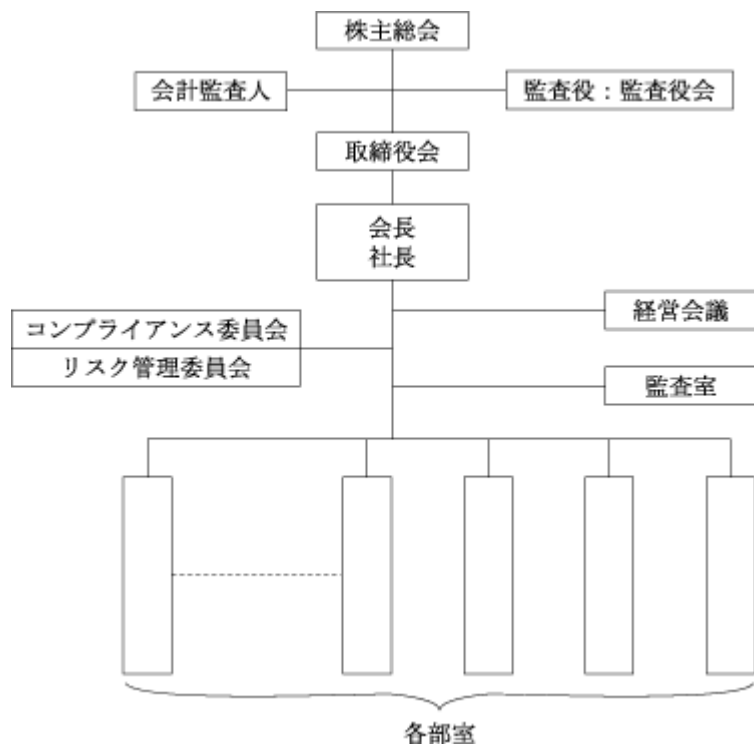 株主総会
会計監査人
監査役：監査役会
取締役会
会長
社長
経営会議
コンプライアンス委員会
リスク管理委員会
監査室
各部室